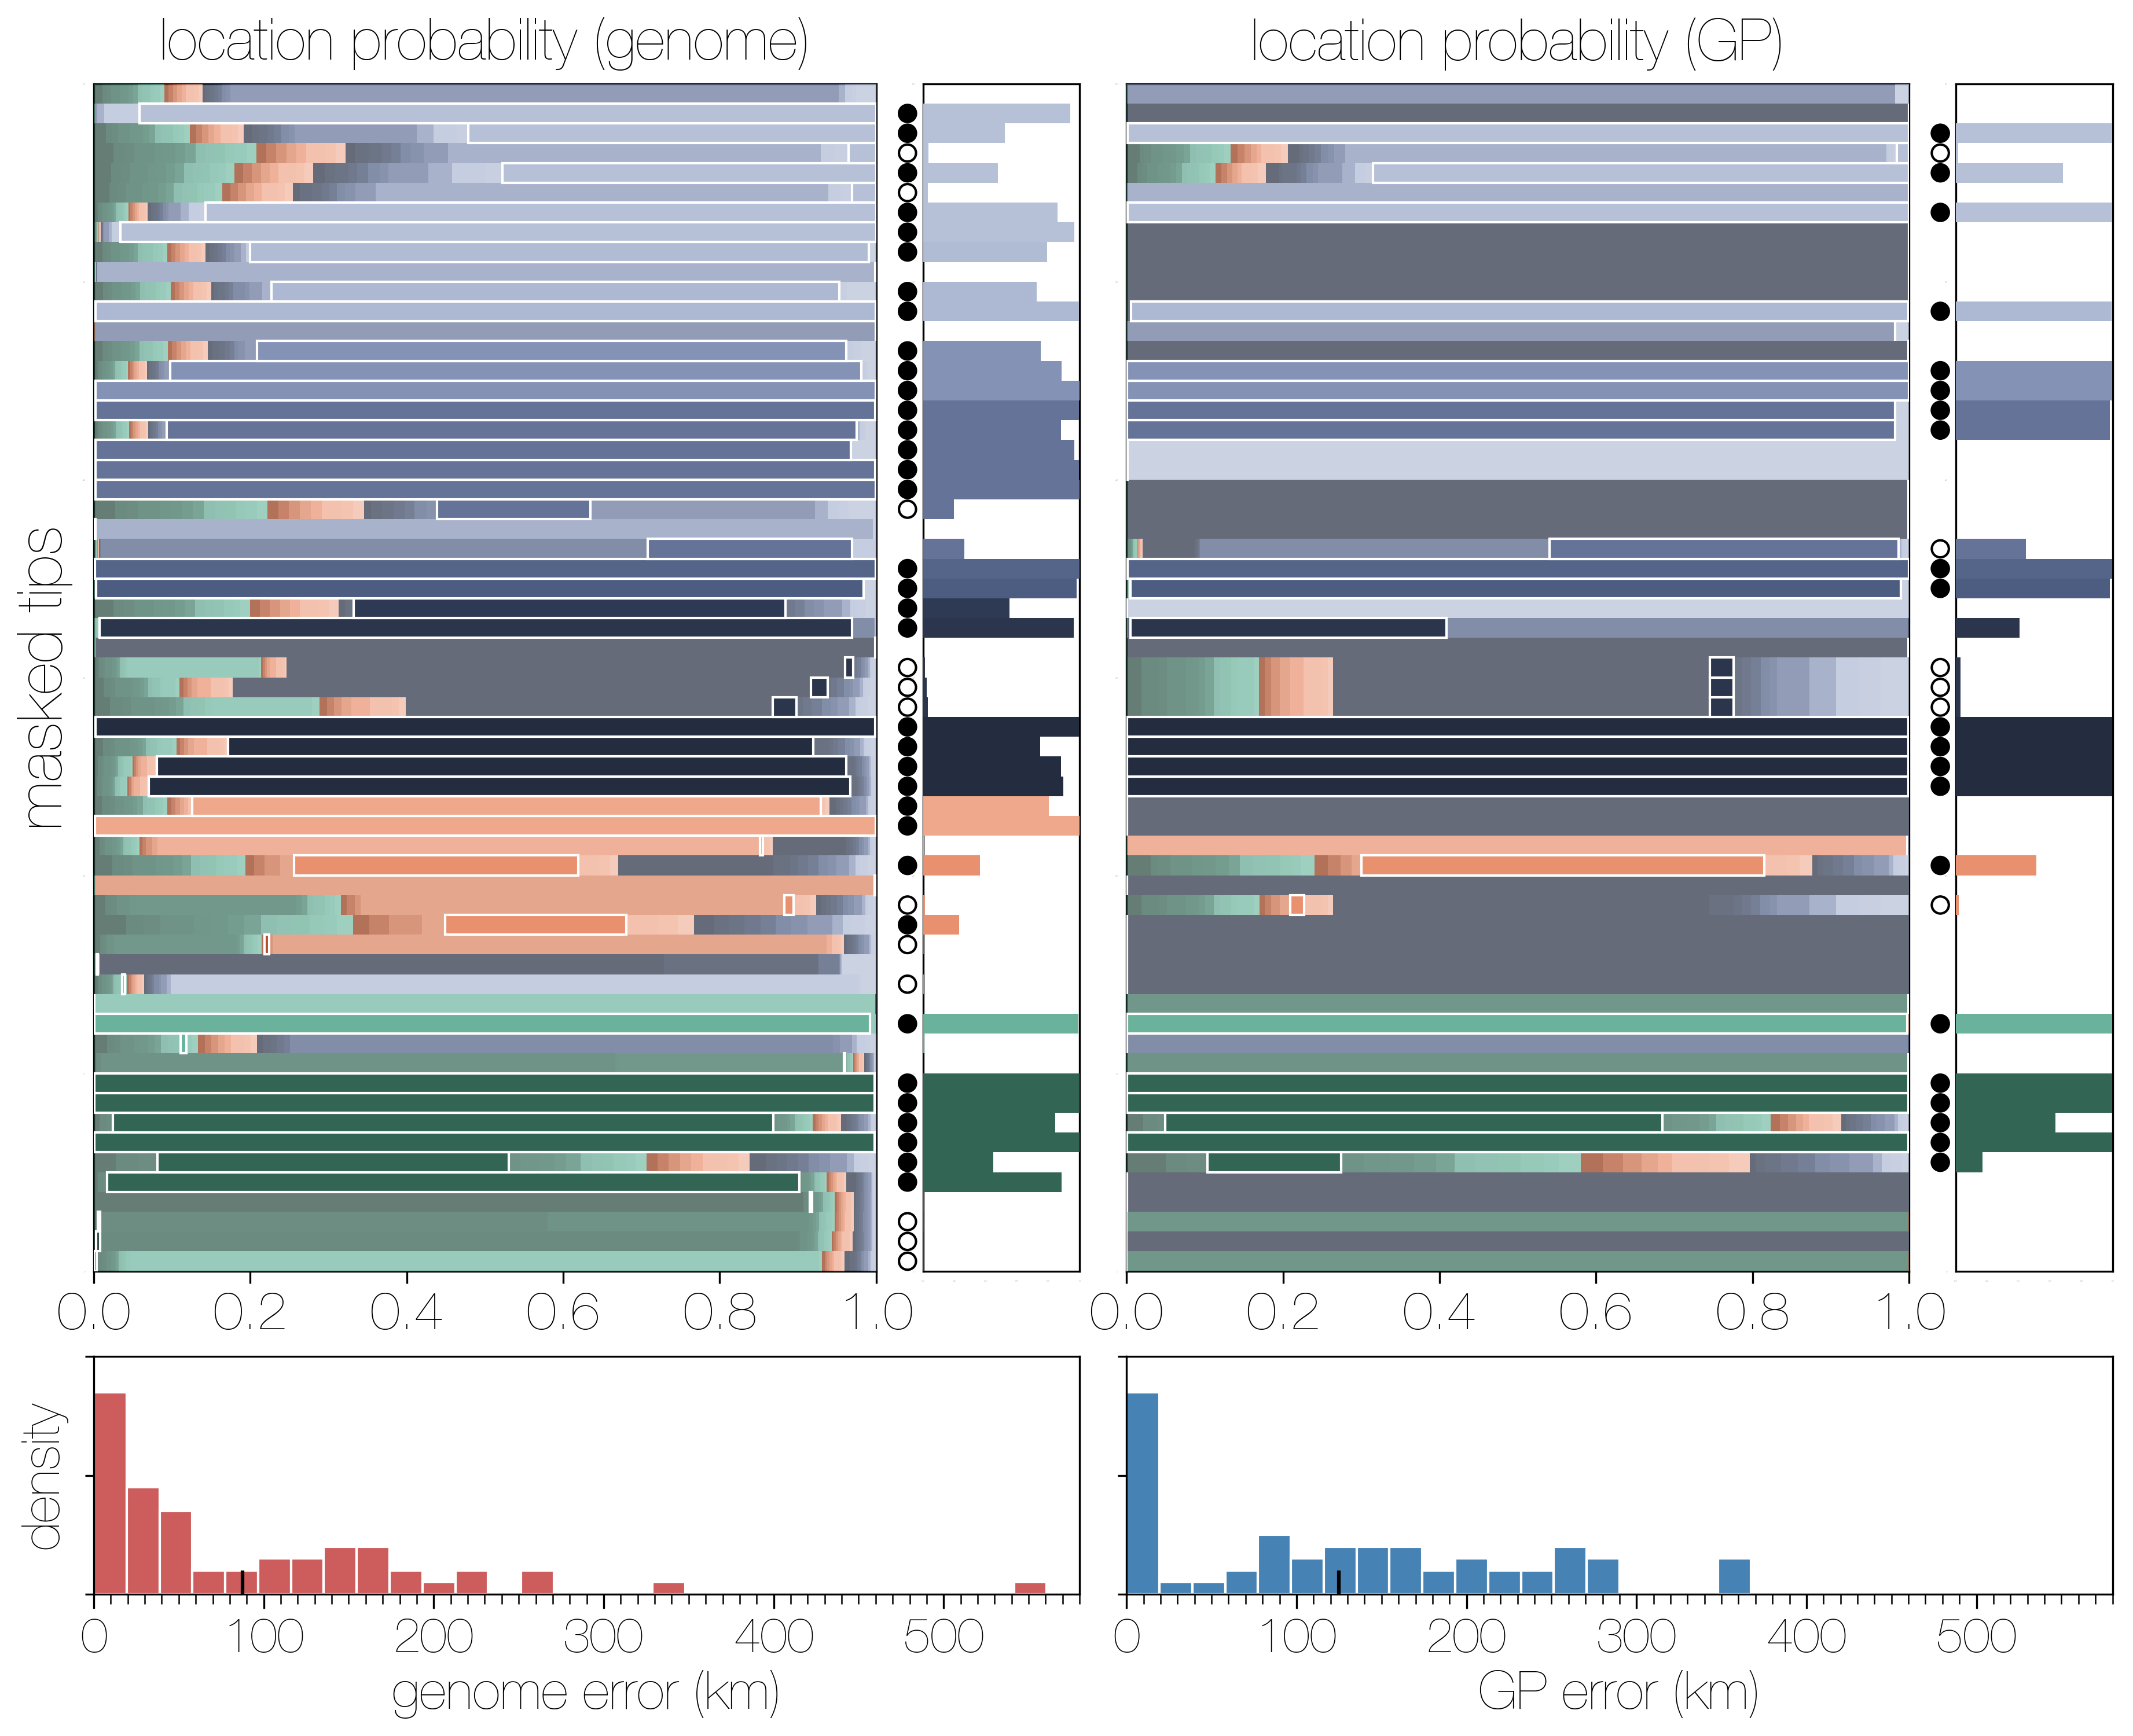 location probability (genome)
location probability (GP)
masked tips
0.0 0.2 0.4 0.6 0.8 1.0
0.0 0.2 0.4 0.6 0.8 1.0
density
0 100 200 300 400 500
0 100 200 300 400 500
genome error (km)
GP error (km)